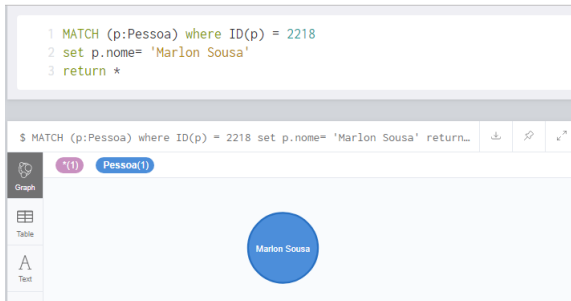 1 MATCH (p:Pessoa) where ID(p) = 2218
2 set p.nome= 'Marlon Sousa'
3 return *
$ MATCH (p:Pessoa) where ID(p) = 2218 set p.nome= 'Marlon Sousa' return…
*(1) Pessoa(1)
Graph
Table
A
Text
Marlon Sousa